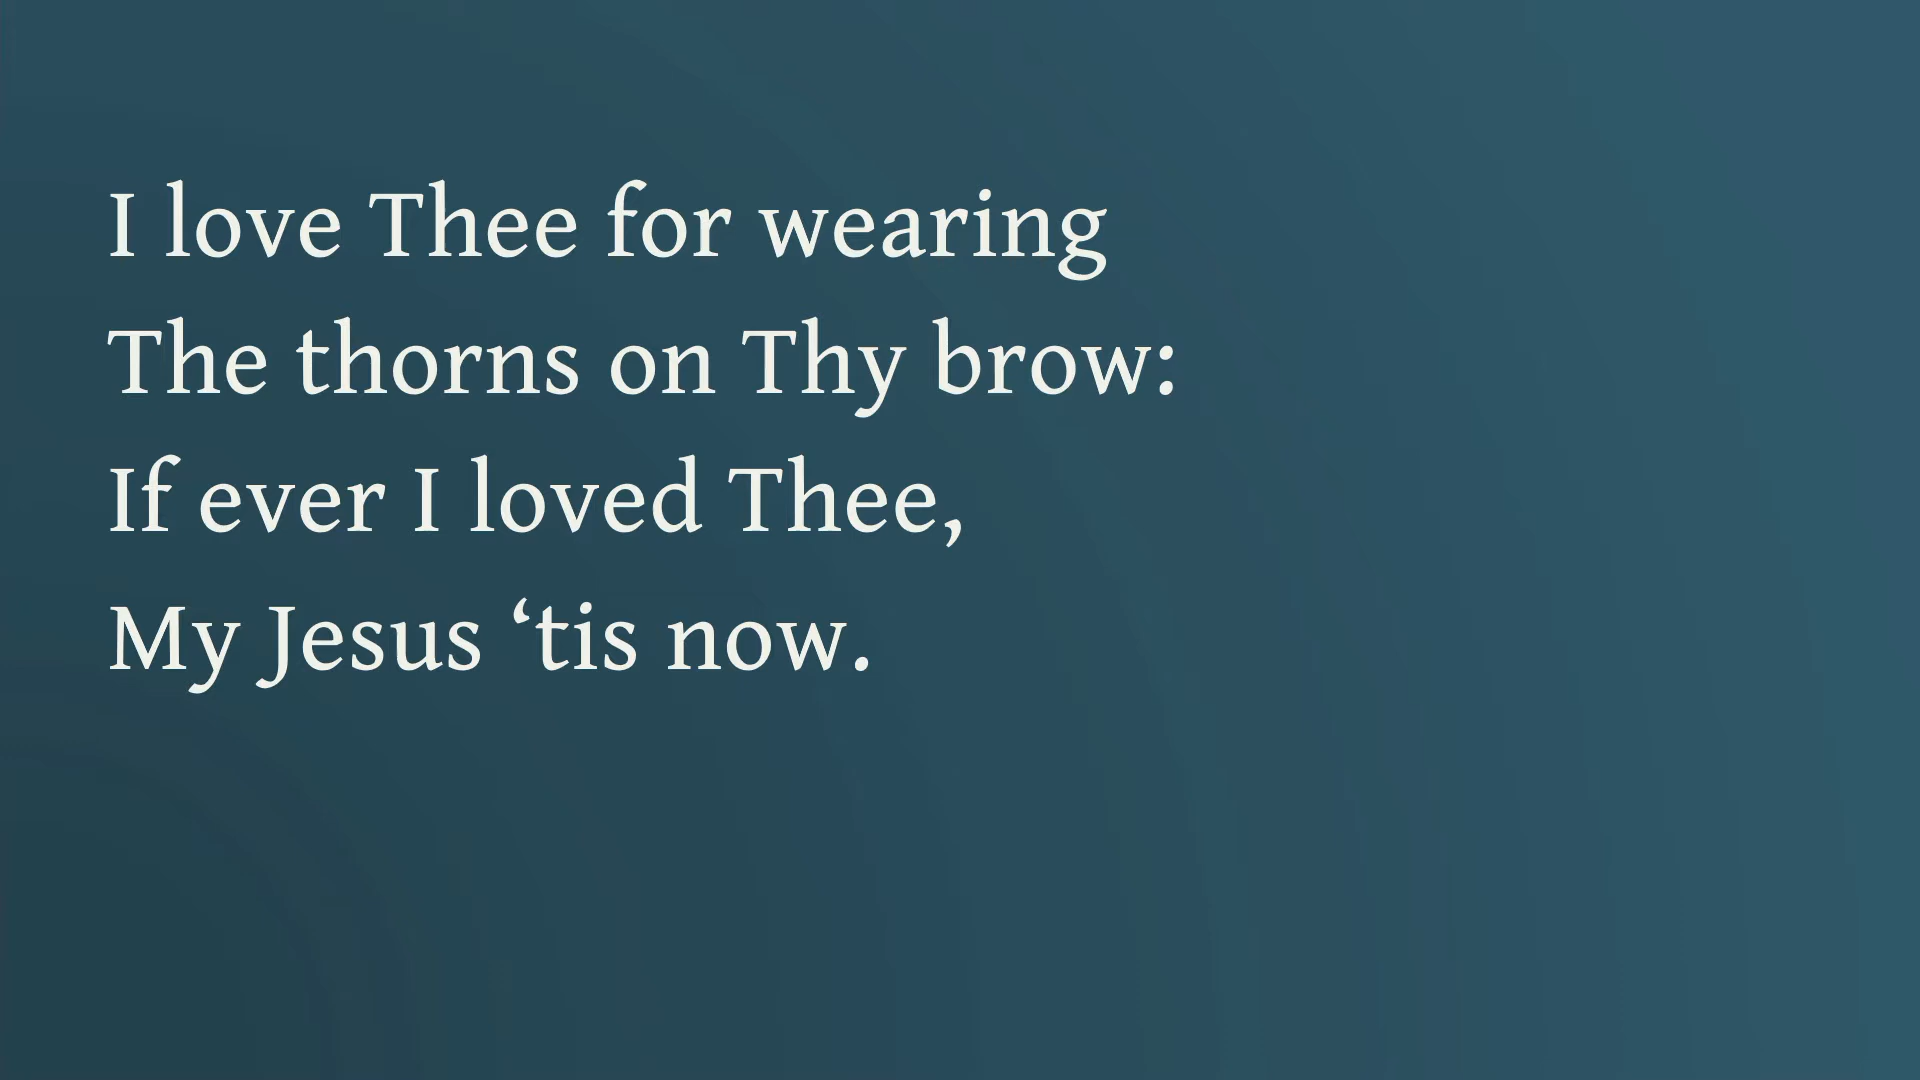 I love Thee for wearing
The thorns on Thy brow:
If ever I loved Thee,
My Jesus ‘tis now.